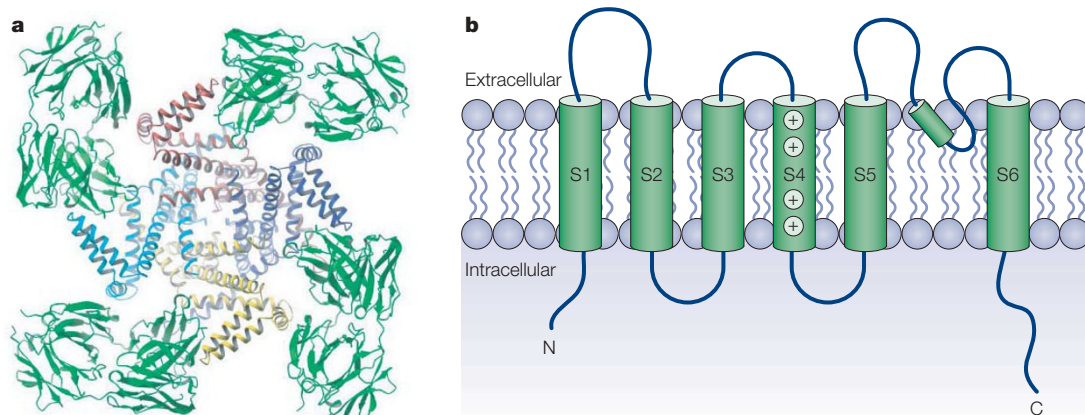 a
b
Extracellular
S1 S2 S3 + + S4 + + S5 S6
Intracellular
N
C